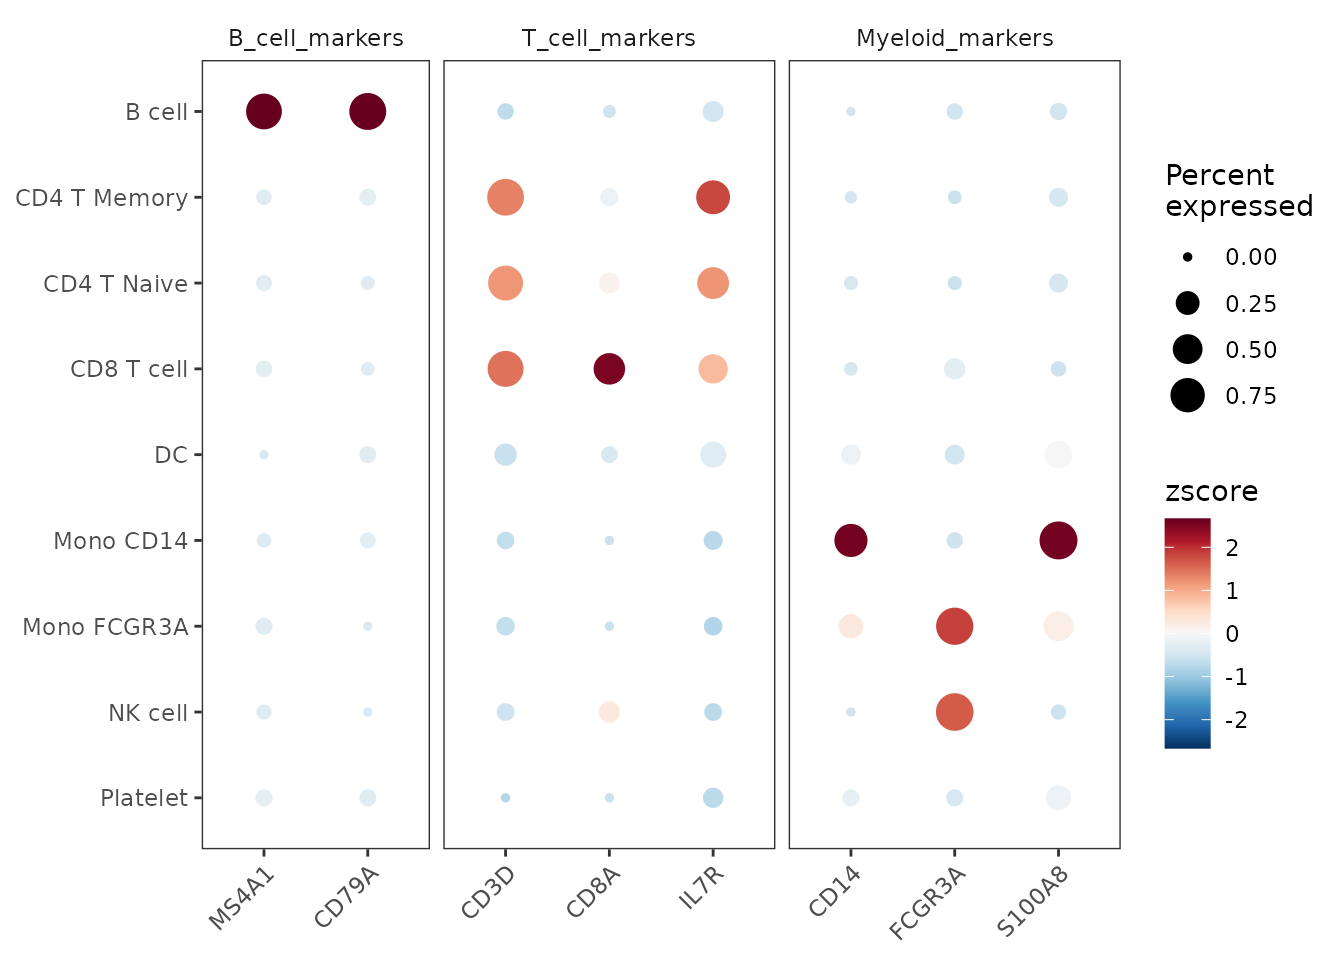 B_cell_markers T_cell_markers Myeloid_markers
B cell
CD4 T Memory
CD4 T Naive
CD8 T cell
DC
Mono CD14
Mono FCGR3A
NK cell
Platelet
MS4A1 CD79A CD3D CD8A IL7R CD14 FCGR3A S100A8
Percent
expressed
0.00
0.25
0.50
0.75
zscore
2
1
0
-1
-2